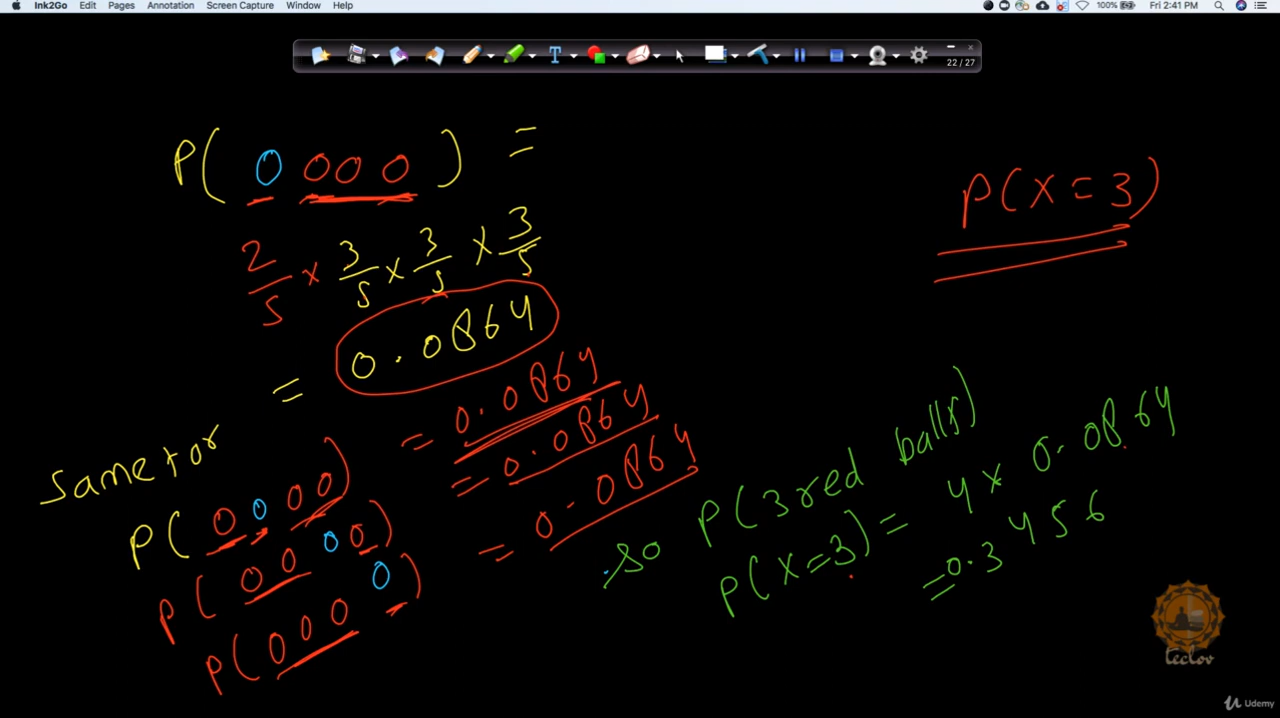 Ink2Go Edit Pages Annotation Screen Capture Window Help 100% Fri 2:41 PM
22 / 27
P( 0 0 0 0 ) =
P(X=3)
2/5 × 3/5 × 3/5 × 3/5
= 0.0864
Same for
P( 0 0 0 0 ) = 0.0864
P( 0 0 0 0 ) = 0.0864
P( 0 0 0 0 ) = 0.0864
so P(3 red balls)
P(X=3) = 4 × 0.0864
= 0.3456
teclov
Udemy